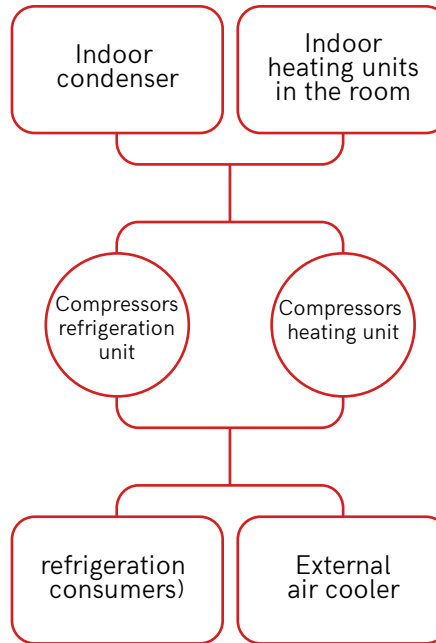 Indoor
condenser
Indoor
heating units
in the room
Compressors
refrigeration
unit
Compressors
heating unit
refrigeration
consumers)
External
air cooler